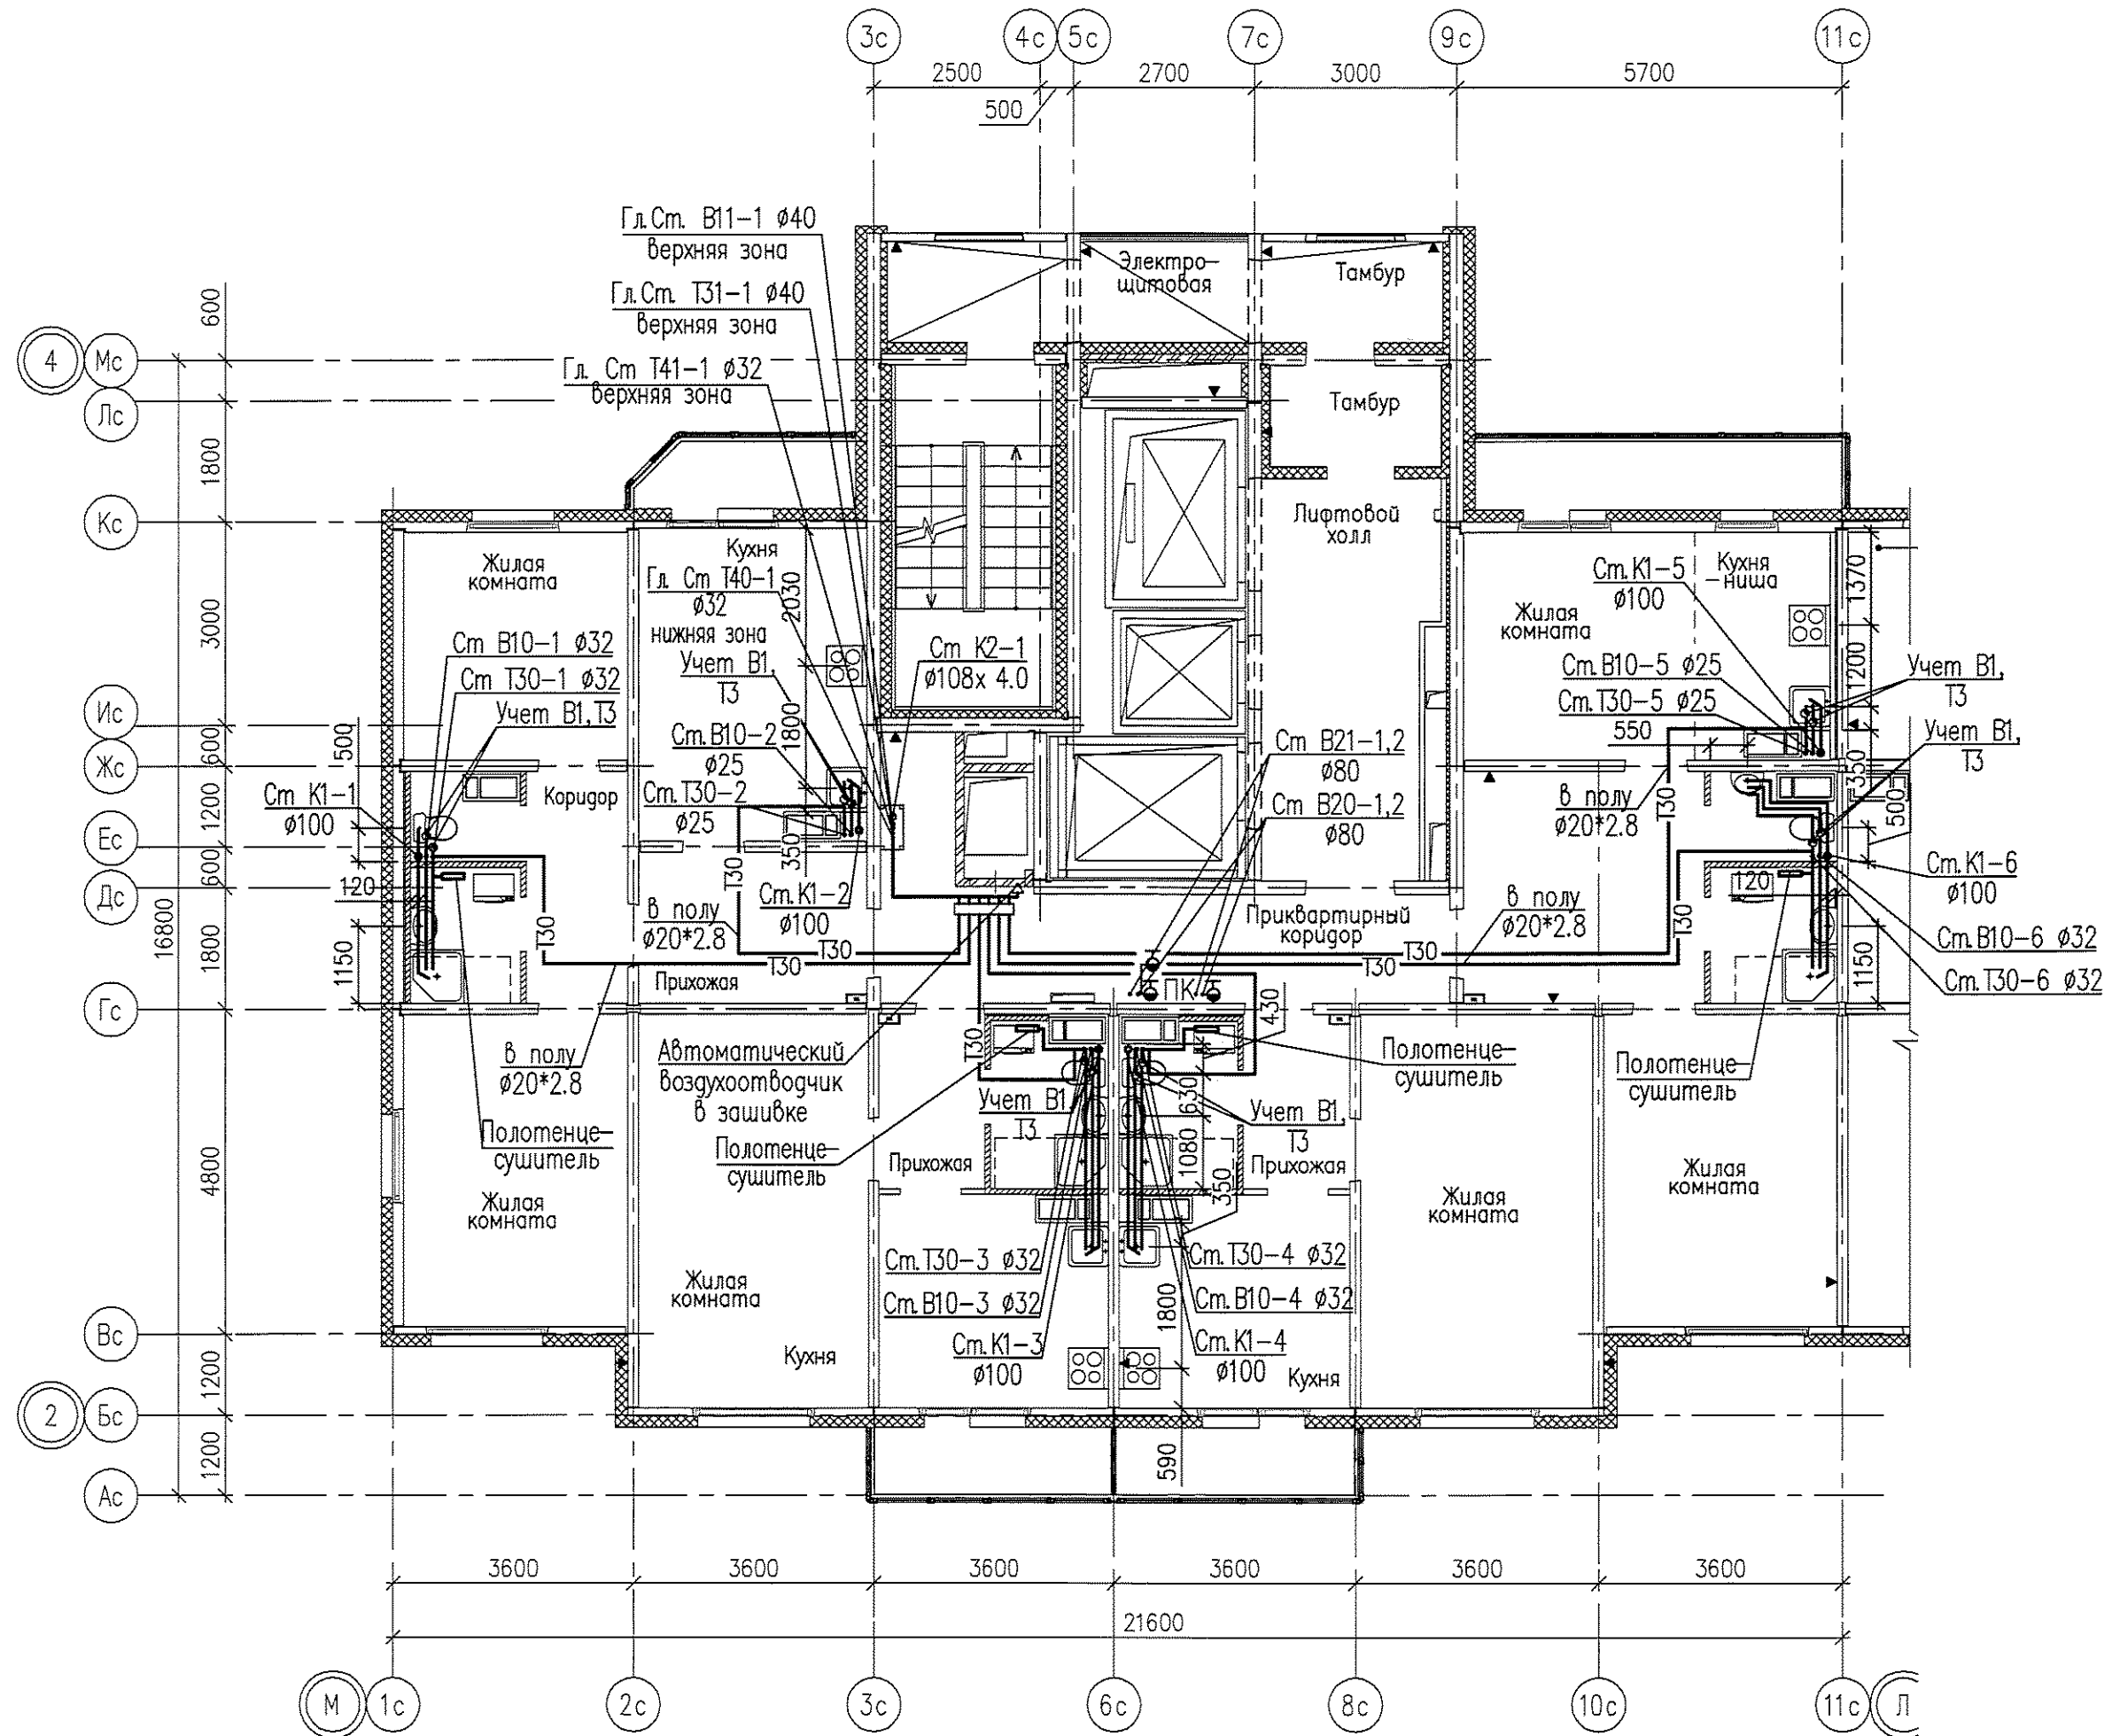 3с
4с
5с
7с
9с
11с
2500
2700
3000
5700
500
Гл.Ст. В11-1 ø40
верхняя зона
Гл.Ст. Т31-1 ø40
верхняя зона
Гл. Ст Т41-1 ø32
верхняя зона
Электро-
щитовая
Тамбур
Тамбур
Лифтовой
холл
600
4
Мс
Лс
1800
Кс
3000
Ис
600
Жс
1200
Ес
600
Дс
1800
16800
Гс
4800
Вс
1200
2
Бс
1200
Ас
Жилая
комната
Кухня
2030
Гл. Ст Т40-1
ø32
нижняя зона
Учет В1,
Т3
Ст К2-1
ø108х 4.0
Ст В10-1 ø32
Ст Т30-1 ø32
Учет В1,Т3
500
1800
Ст.В10-2
ø25
Ст.Т30-2
ø25
Ст К1-1
ø100
Коридор
350
Т30
120
Ст.К1-2
ø100
в полу
ø20*2.8
1150
Т30
Т30
Т30
Прихожая
Ст В21-1,2
ø80
Ст В20-1,2
ø80
Жилая
комната
Кухня
-ниша
Ст.К1-5
ø100
Ст.В10-5 ø25
Ст.Т30-5 ø25
550
1370
1200
Учет В1,
Т3
Учет В1,
Т3
350
500
в полу
ø20*2.8
Т30
Ст.К1-6
ø100
120
Т30
Ст.В10-6 ø32
1150
Ст.Т30-6 ø32
Приквартирный
коридор
в полу
ø20*2.8
Т30
Т30
ПК
430
Т30
в полу
ø20*2.8
Автоматический
воздухоотводчик
в зашивке
Полотенце-
сушитель
Полотенце-
сушитель
Полотенце-
сушитель
Полотенце-
сушитель
Учет В1,
Т3
Учет В1,
Т3
630
1080
350
Прихожая
Прихожая
Жилая
комната
Жилая
комната
Жилая
комната
Жилая
комната
Ст.Т30-3 ø32
Ст.В10-3 ø32
Ст.К1-3
ø100
Ст.Т30-4 ø32
Ст.В10-4 ø32
Ст.К1-4
ø100
1800
Кухня
Кухня
590
3600
3600
3600
3600
3600
3600
21600
М
1с
2с
3с
6с
8с
10с
11с
Л